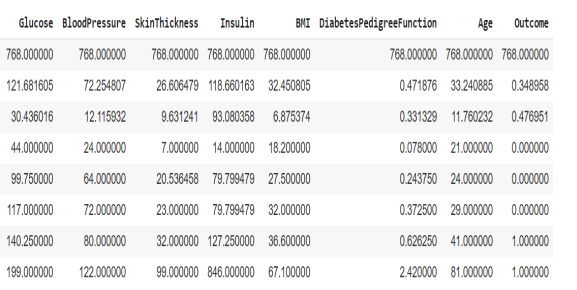 Glucose BloodPressure SkinThickness Insulin BMI DiabetesPedigreeFunction Age Outcome
768.000000 768.000000 768.000000 768.000000 768.000000 768.000000 768.000000 768.000000
121.681605 72.254807 26.606479 118.660163 32.450805 0.471876 33.240885 0.348958
30.436016 12.115932 9.631241 93.080358 6.875374 0.331329 11.760232 0.476951
44.000000 24.000000 7.000000 14.000000 18.200000 0.078000 21.000000 0.000000
99.750000 64.000000 20.536458 79.799479 27.500000 0.243750 24.000000 0.000000
117.000000 72.000000 23.000000 79.799479 32.000000 0.372500 29.000000 0.000000
140.250000 80.000000 32.000000 127.250000 36.600000 0.626250 41.000000 1.000000
199.000000 122.000000 99.000000 846.000000 67.100000 2.420000 81.000000 1.000000